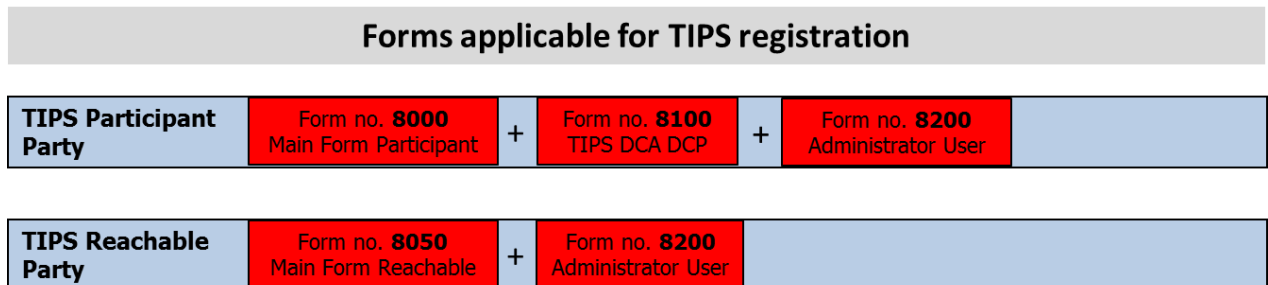 Forms applicable for TIPS registration
TIPS Participant Party
Form no. 8000
Main Form Participant
+
Form no. 8100
TIPS DCA DCP
+
Form no. 8200
Administrator User
TIPS Reachable Party
Form no. 8050
Main Form Reachable
+
Form no. 8200
Administrator User